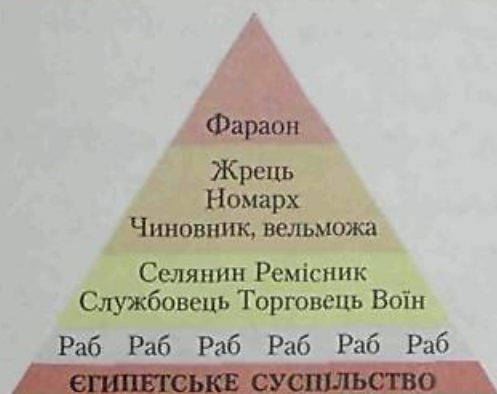 Фараон
Жрець
Номарх
Чиновник, вельможа
Селянин Ремісник
Службовець Торговець Воїн
Раб Раб Раб Раб Раб Раб
ЄГИПЕТСЬКЕ СУСПІЛЬСТВО